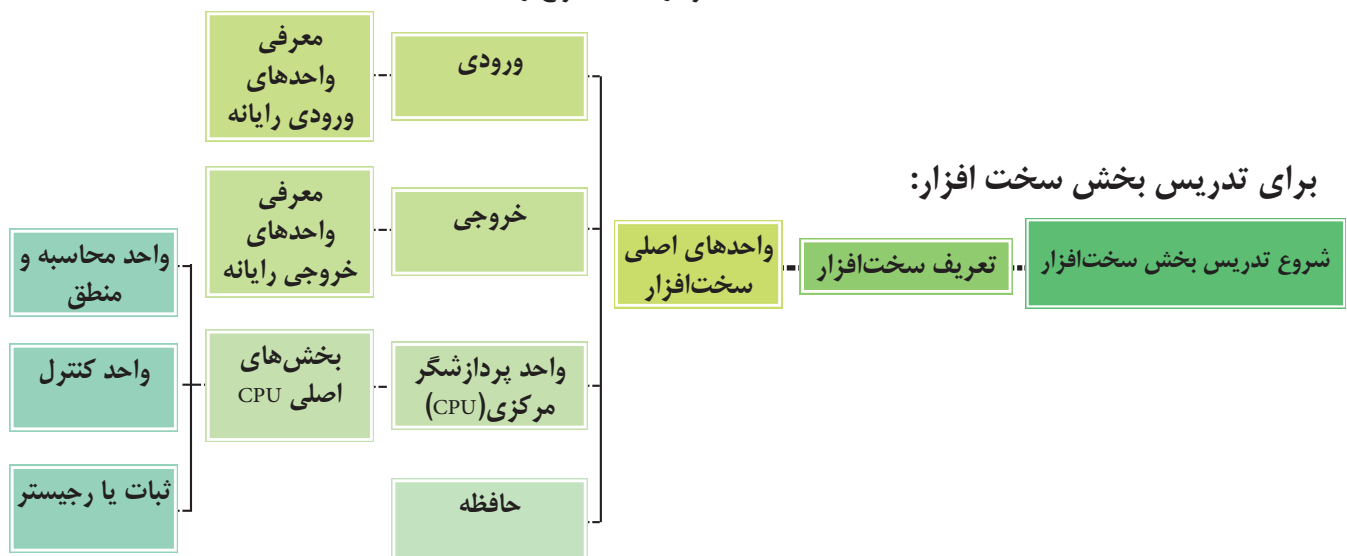 برای تدریس بخش سخت افزار:
شروع تدریس بخش سخت‌افزار
تعریف سخت‌افزار
واحدهای اصلی
سخت‌افزار
ورودی
معرفی
واحدهای
ورودی رایانه
خروجی
معرفی
واحدهای
خروجی رایانه
واحد پردازشگر
مرکزی(CPU)
بخش‌های
اصلی CPU
واحد محاسبه و
منطق
واحد کنترل
ثبات یا رجیستر
حافظه